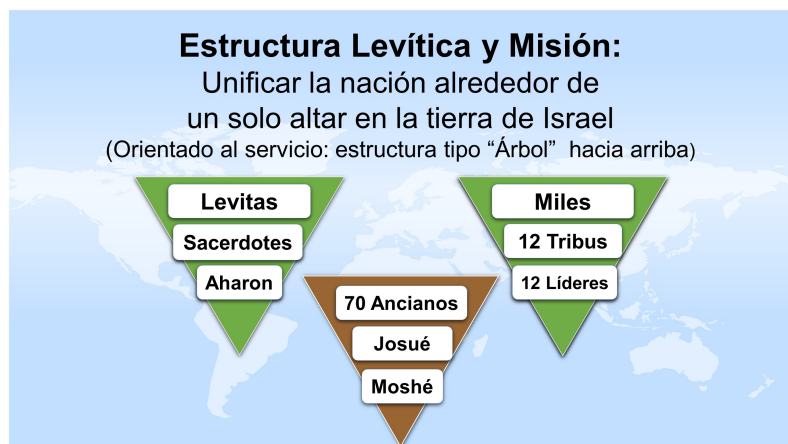 Estructura Levítica y Misión:
Unificar la nación alrededor de
un solo altar en la tierra de Israel
(Orientado al servicio: estructura tipo “Árbol”  hacia arriba)
Levitas
Sacerdotes
Aharon
Miles
12 Tribus
12 Líderes
70 Ancianos
Josué
Moshé